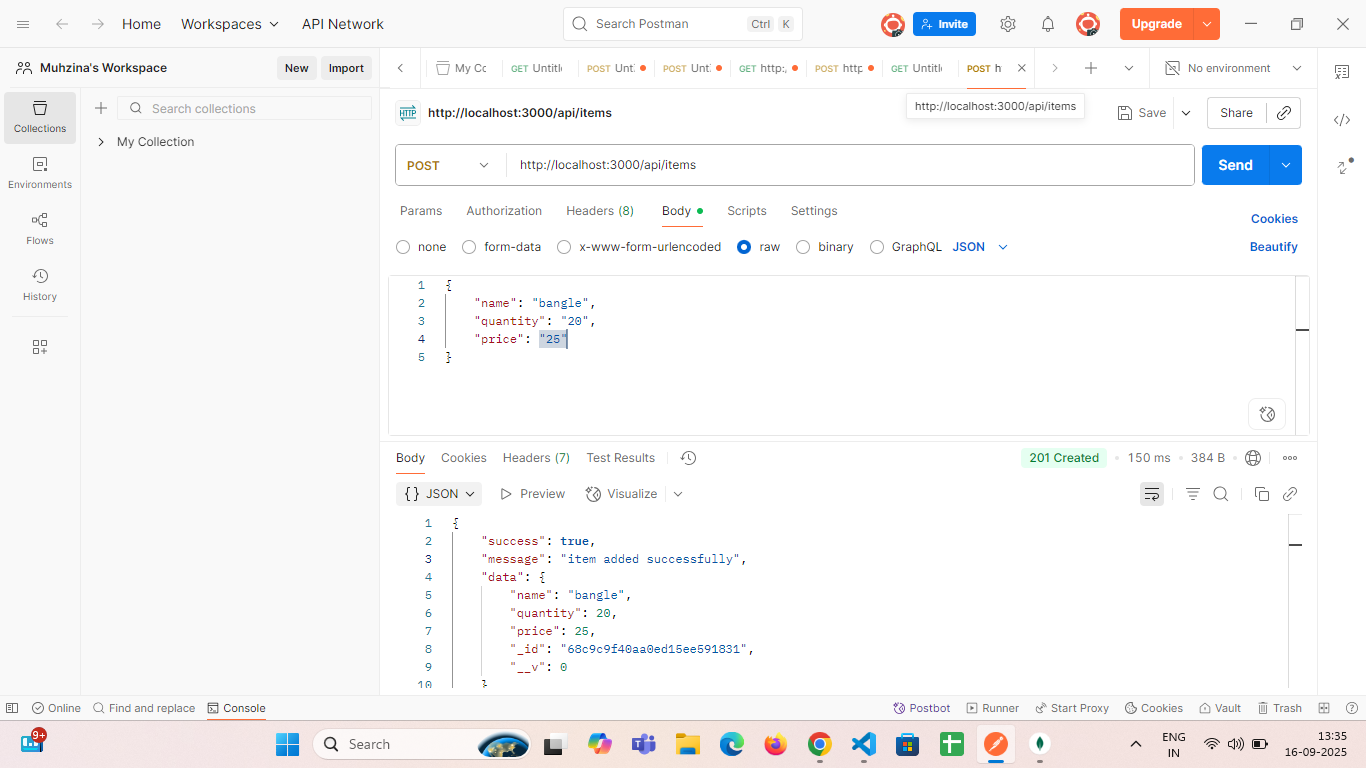 Home Workspaces API Network Search Postman Ctrl K Invite Upgrade
Muhzina's Workspace New Import My Cc GET Untitle POST Unt POST Unt GET http:, POST http GET Untitle POST h No environment
Collections
Search collections
http://localhost:3000/api/items
HTTP http://localhost:3000/api/items Save Share
My Collection
POST http://localhost:3000/api/items Send
Environments
Params Authorization Headers (8) Body Scripts Settings Cookies
Flows
none form-data x-www-form-urlencoded raw binary GraphQL JSON Beautify
History
1 {
2 "name": "bangle",
3 "quantity": "20",
4 "price": "25"
5 }
Body Cookies Headers (7) Test Results 201 Created 150 ms 384 B
{} JSON Preview Visualize
1 {
2 "success": true,
3 "message": "item added successfully",
4 "data": {
5 "name": "bangle",
6 "quantity": 20,
7 "price": 25,
8 "_id": "68c9c9f40aa0ed15ee591831",
9 "__v": 0
10 }
Online Find and replace Console Postbot Runner Start Proxy Cookies Vault Trash
9+
Search
ENG
IN
13:35
16-09-2025